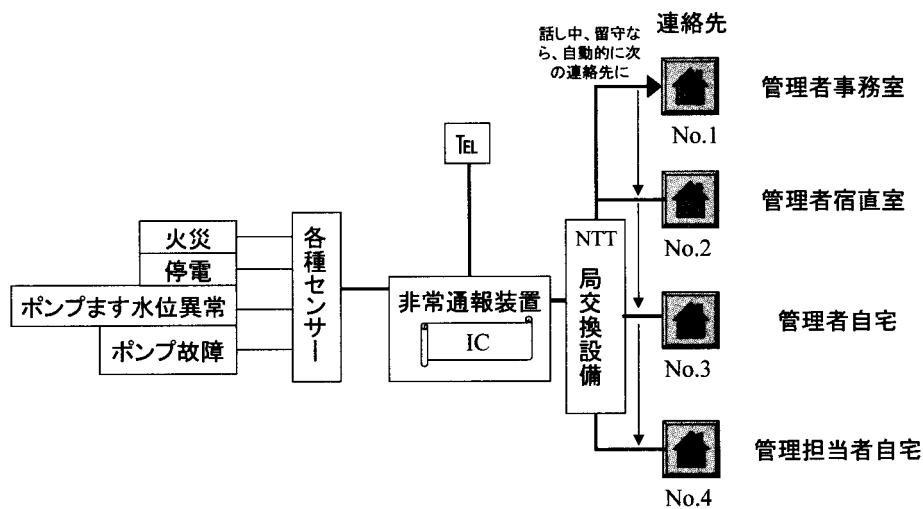 連絡先
話し中、留守な
ら、自動的に次
の連絡先に
管理者事務室
No.1
TEL
管理者宿直室
No.2
火災
停電
ポンプます水位異常
ポンプ故障
各種センサー
非常通報装置
IC
NTT
局交換設備
管理者自宅
No.3
管理担当者自宅
No.4